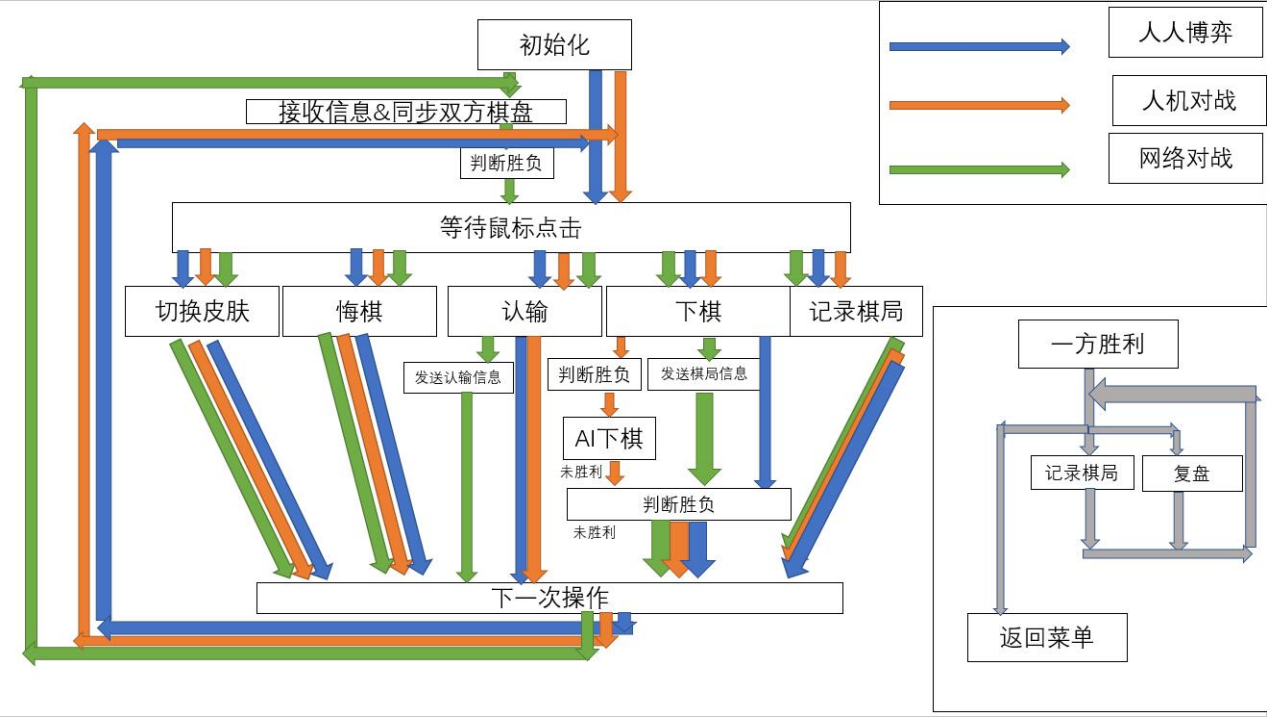 初始化
人人博弈
人机对战
网络对战
接收信息&同步双方棋盘
判断胜负
等待鼠标点击
切换皮肤
悔棋
认输
下棋
记录棋局
发送认输信息
判断胜负
发送棋局信息
AI下棋
未胜利
判断胜负
未胜利
下一次操作
一方胜利
记录棋局
复盘
返回菜单